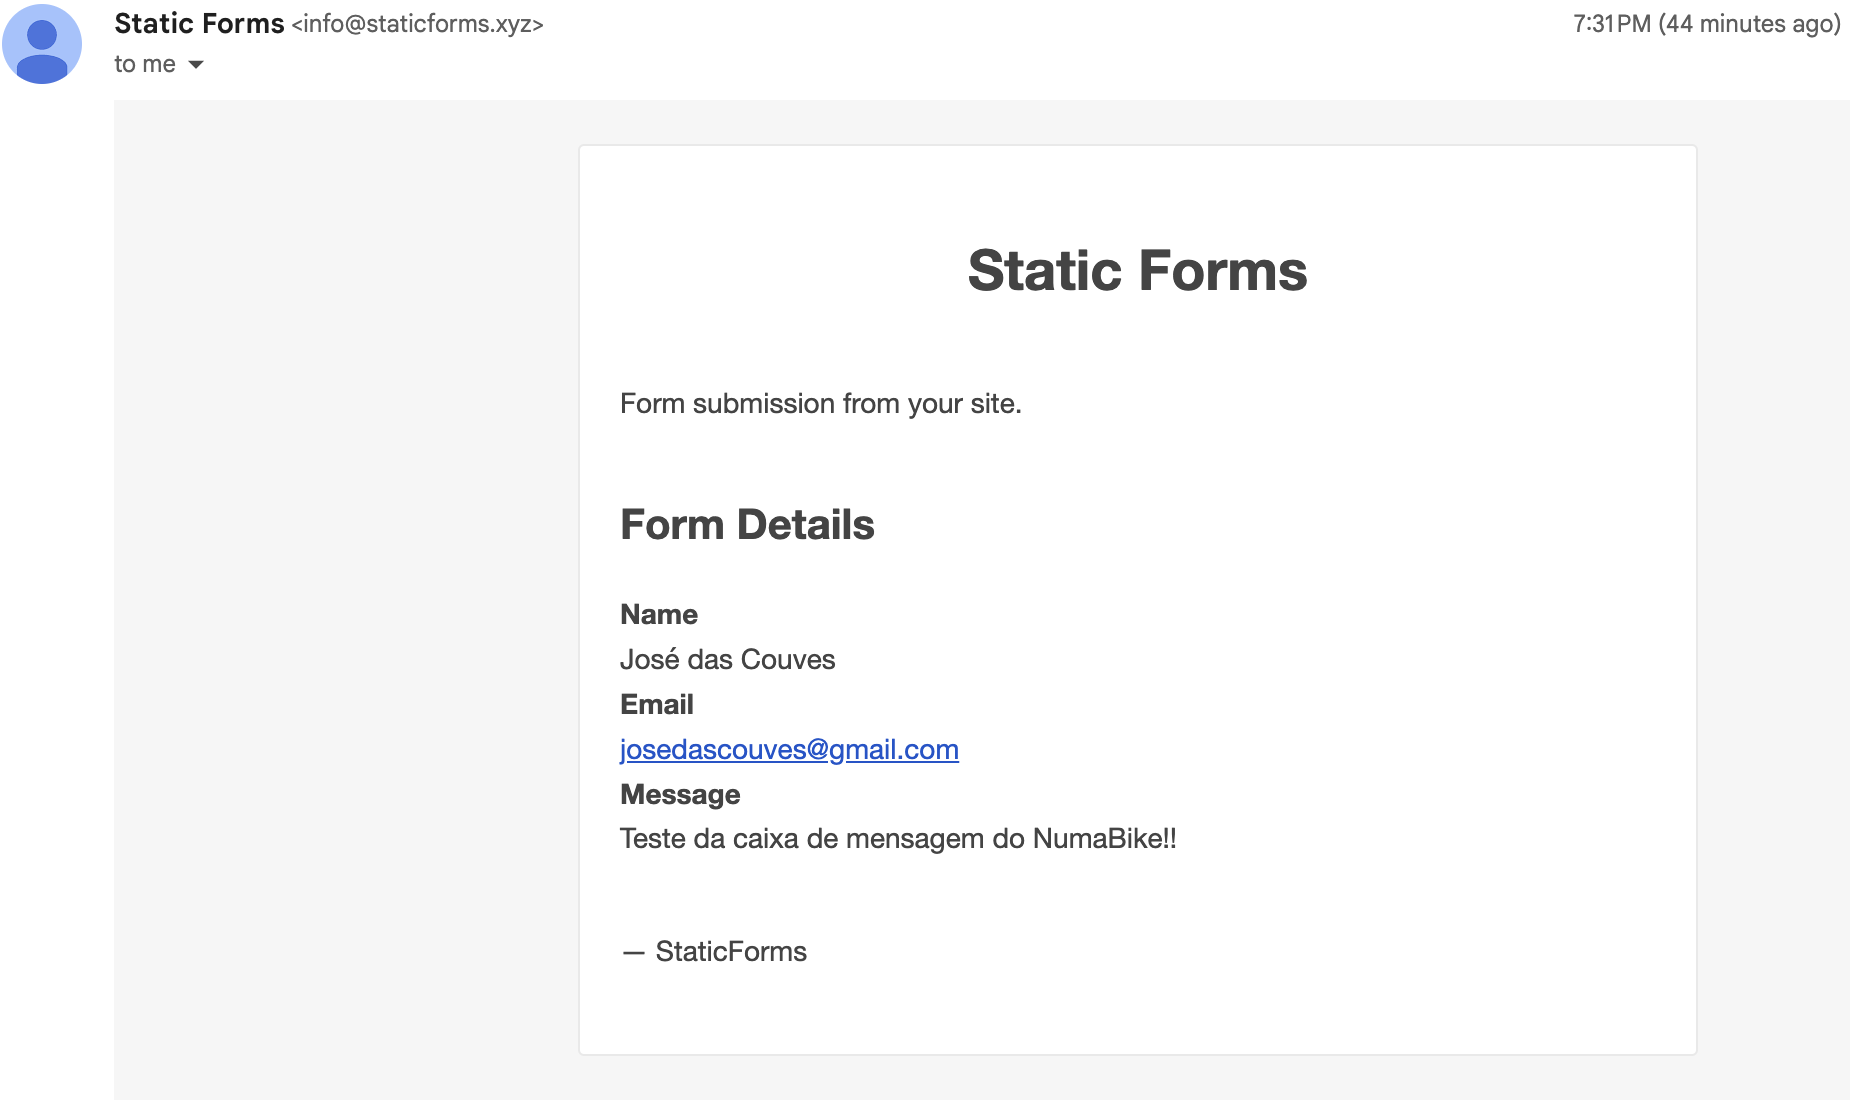 Static Forms <info@staticforms.xyz>
7:31 PM (44 minutes ago)
to me
Static Forms
Form submission from your site.
Form Details
Name
José das Couves
Email
josedascouves@gmail.com
Message
Teste da caixa de mensagem do NumaBike!!
— StaticForms